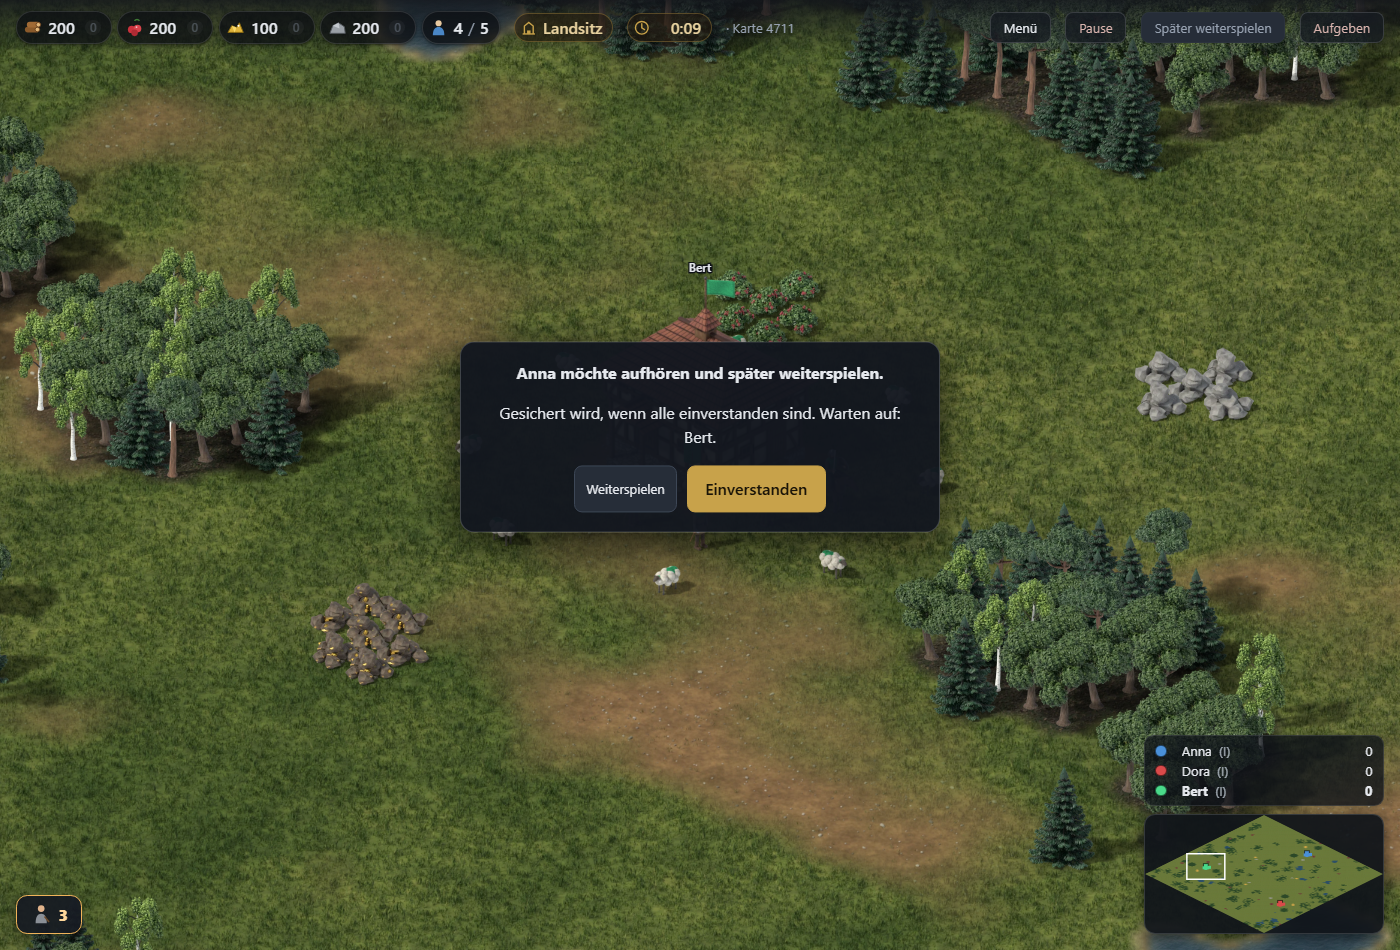 200 0 200 0 100 0 200 0 4 / 5 Landsitz 0:09 · Karte 4711 Menü Pause Später weiterspielen Aufgeben
Bert
Anna möchte aufhören und später weiterspielen.
Gesichert wird, wenn alle einverstanden sind. Warten auf:
Bert.
Weiterspielen Einverstanden
Anna (I) 0
Dora (I) 0
Bert (I) 0
3